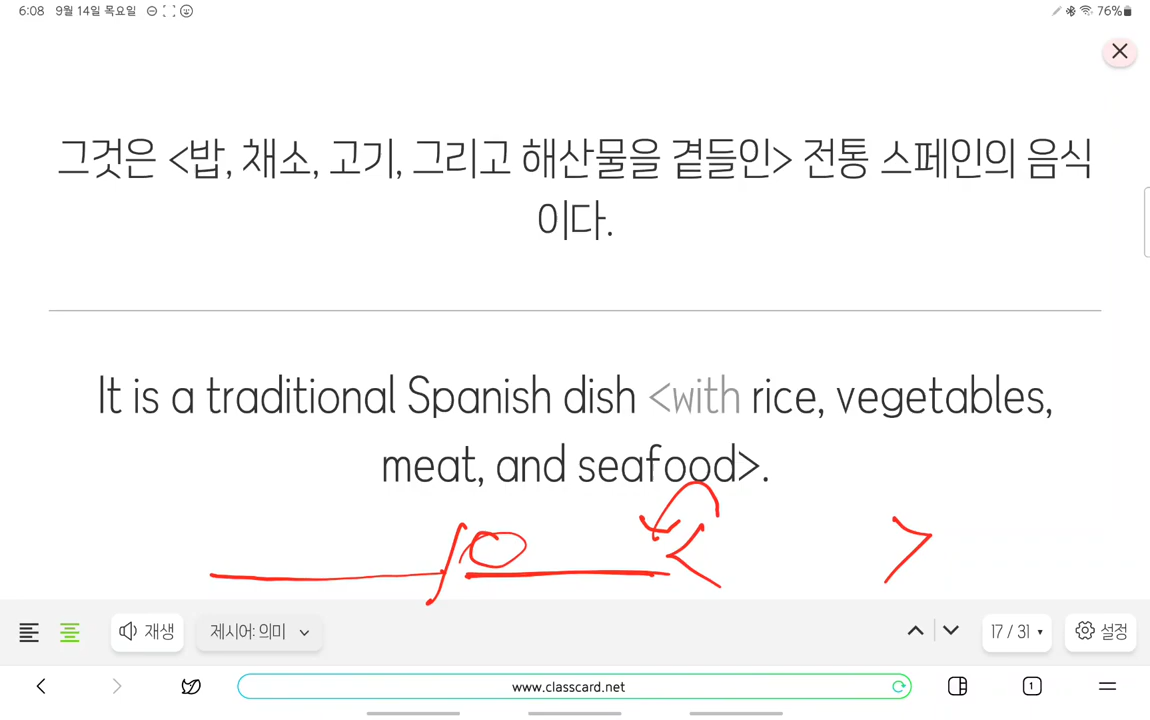 6:08 9월 14일 목요일 76%
그것은 <밥, 채소, 고기, 그리고 해산물을 곁들인> 전통 스페인의 음식
이다.
It is a traditional Spanish dish <with rice, vegetables,
meat, and seafood>.
재생 제시어: 의미 17 / 31 설정
www.classcard.net 1